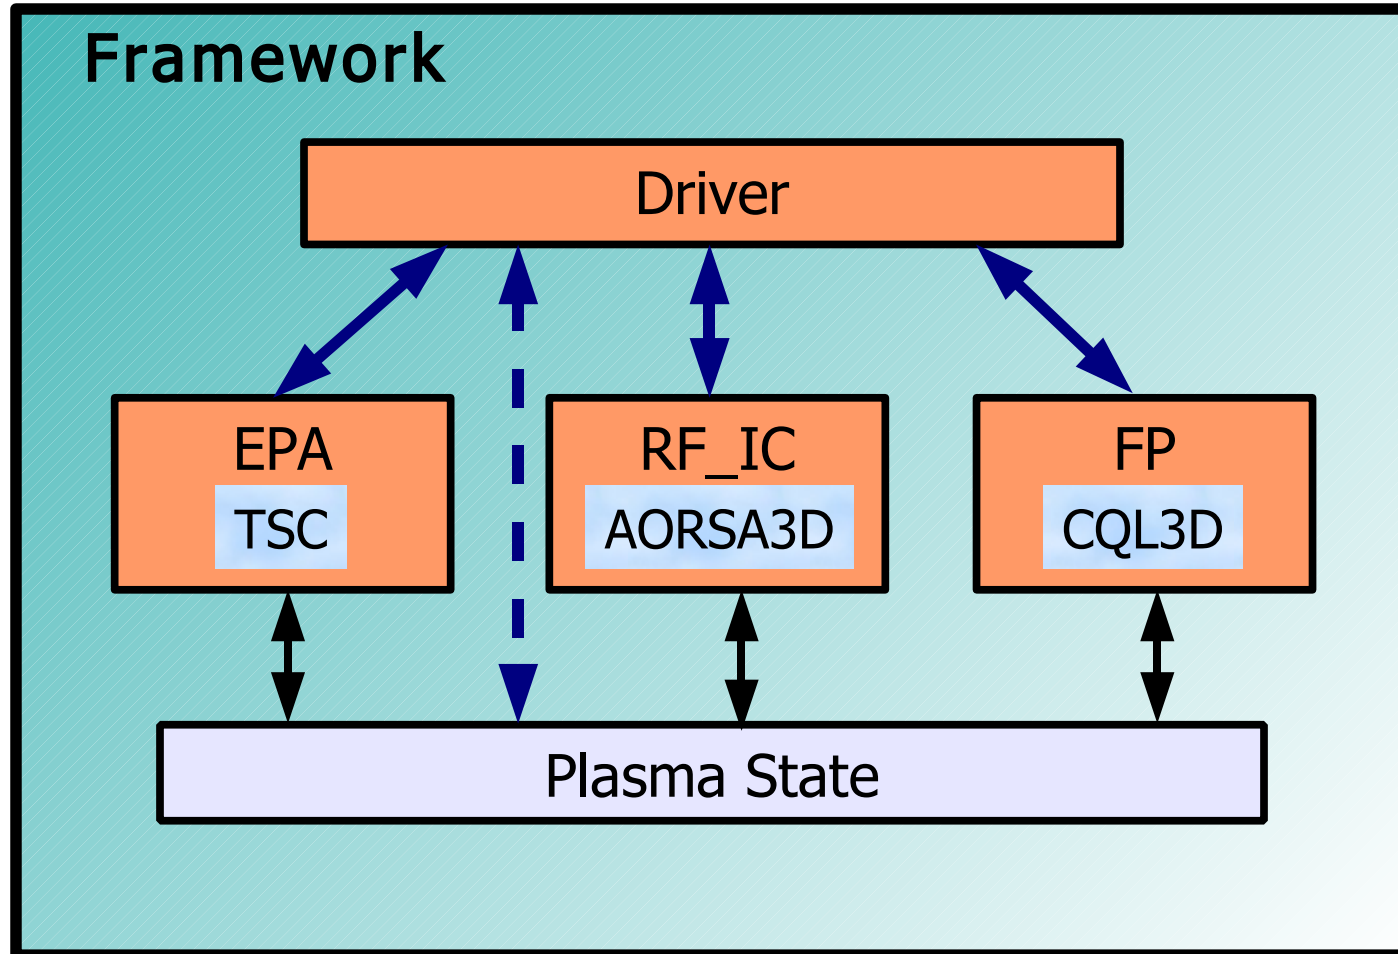 Framework
Driver
EPA
TSC
RF_IC
AORSA3D
FP
CQL3D
Plasma State